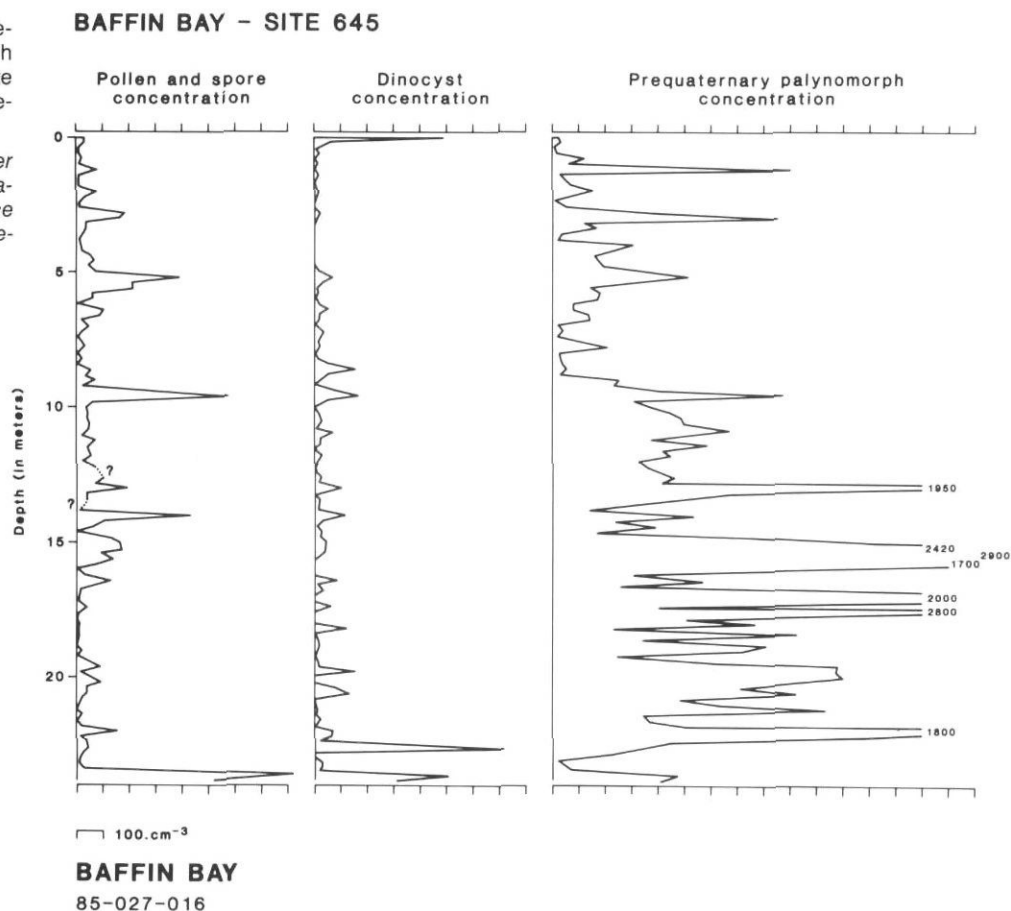 BAFFIN BAY – SITE 645
Pollen and spore
concentration
Dinocyst
concentration
Prequaternary palynomorph
concentration
0
5
10
15
20
Depth (in meters)
?
?
1950
2420
2900
1700
2000
2800
1800
100.cm⁻³
BAFFIN BAY
85-027-016